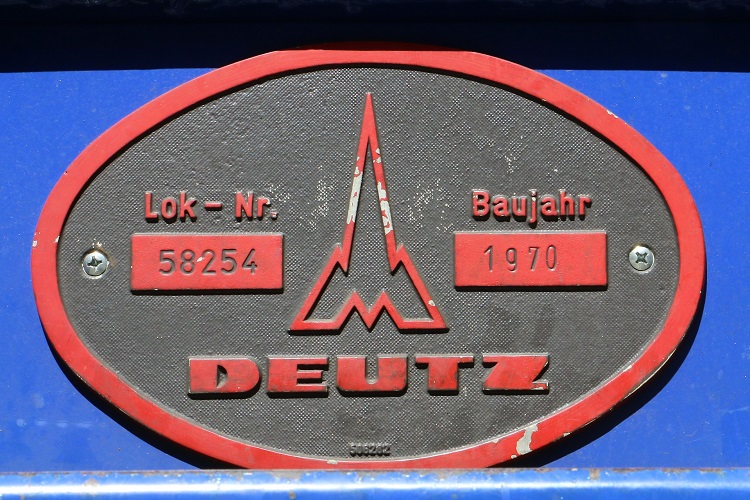 Lok-Nr.
58254
Baujahr
1970
DEUTZ